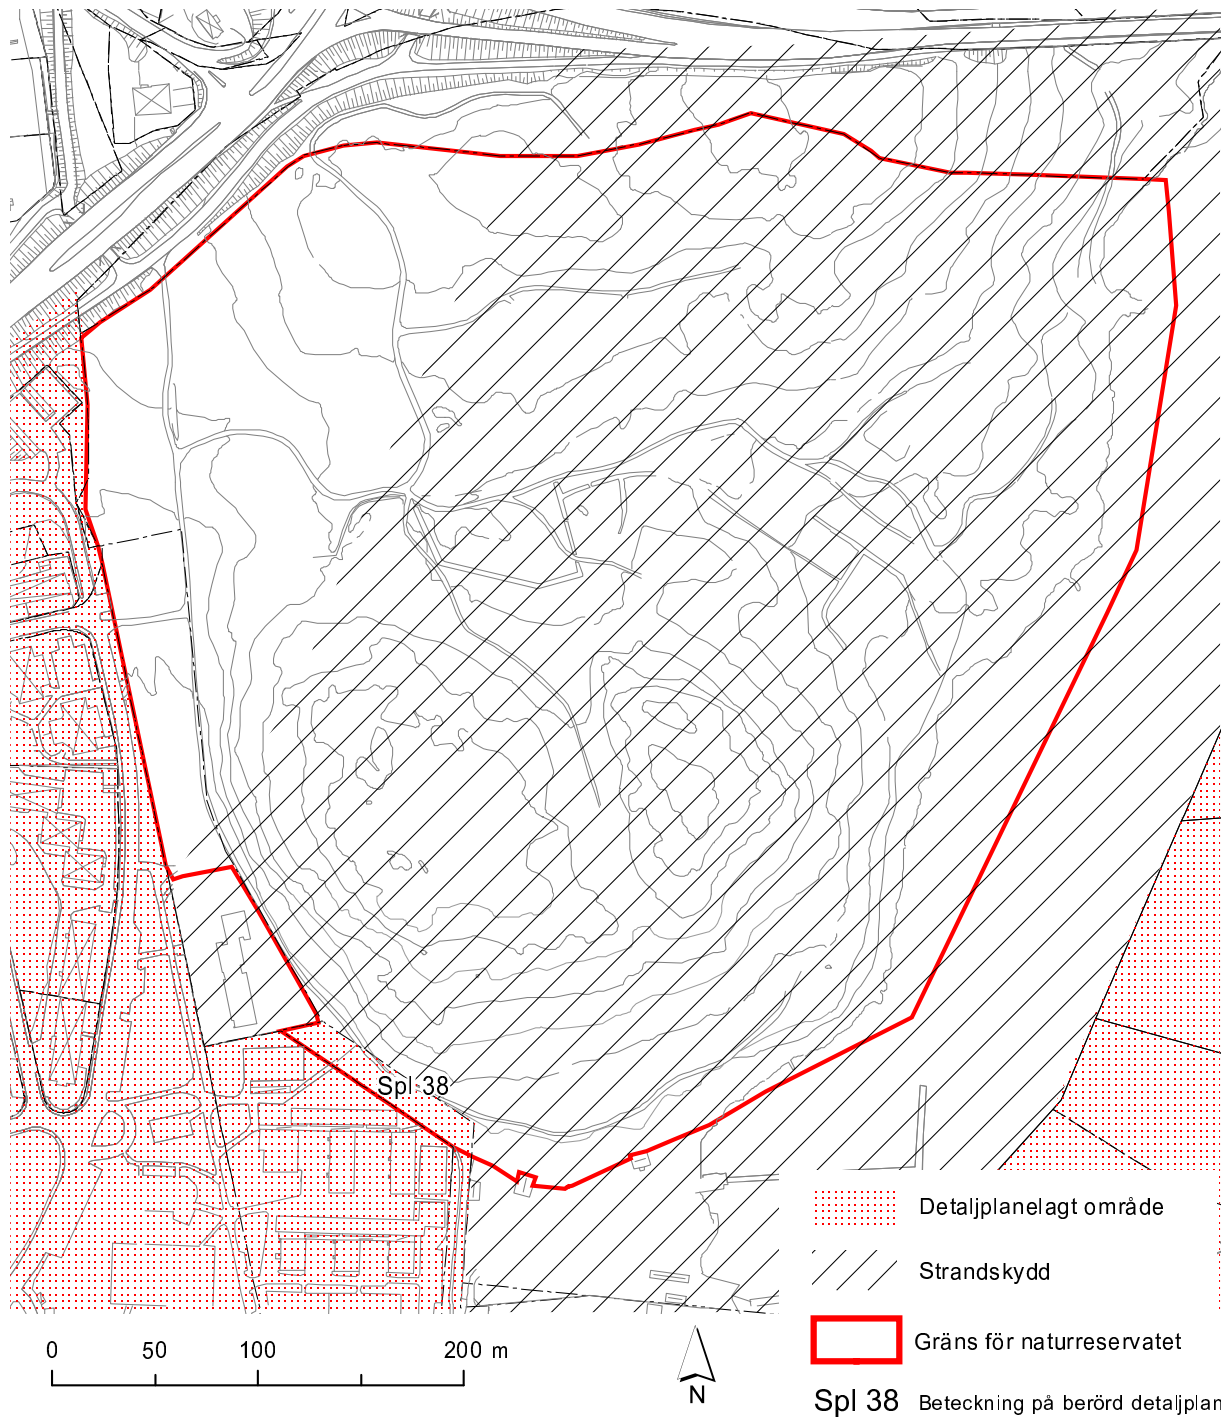 Spl 38
Detaljplanelagt område
Strandskydd
Gräns för naturreservatet
Spl 38 Beteckning på berörd detaljplan
0 50 100 200 m
N